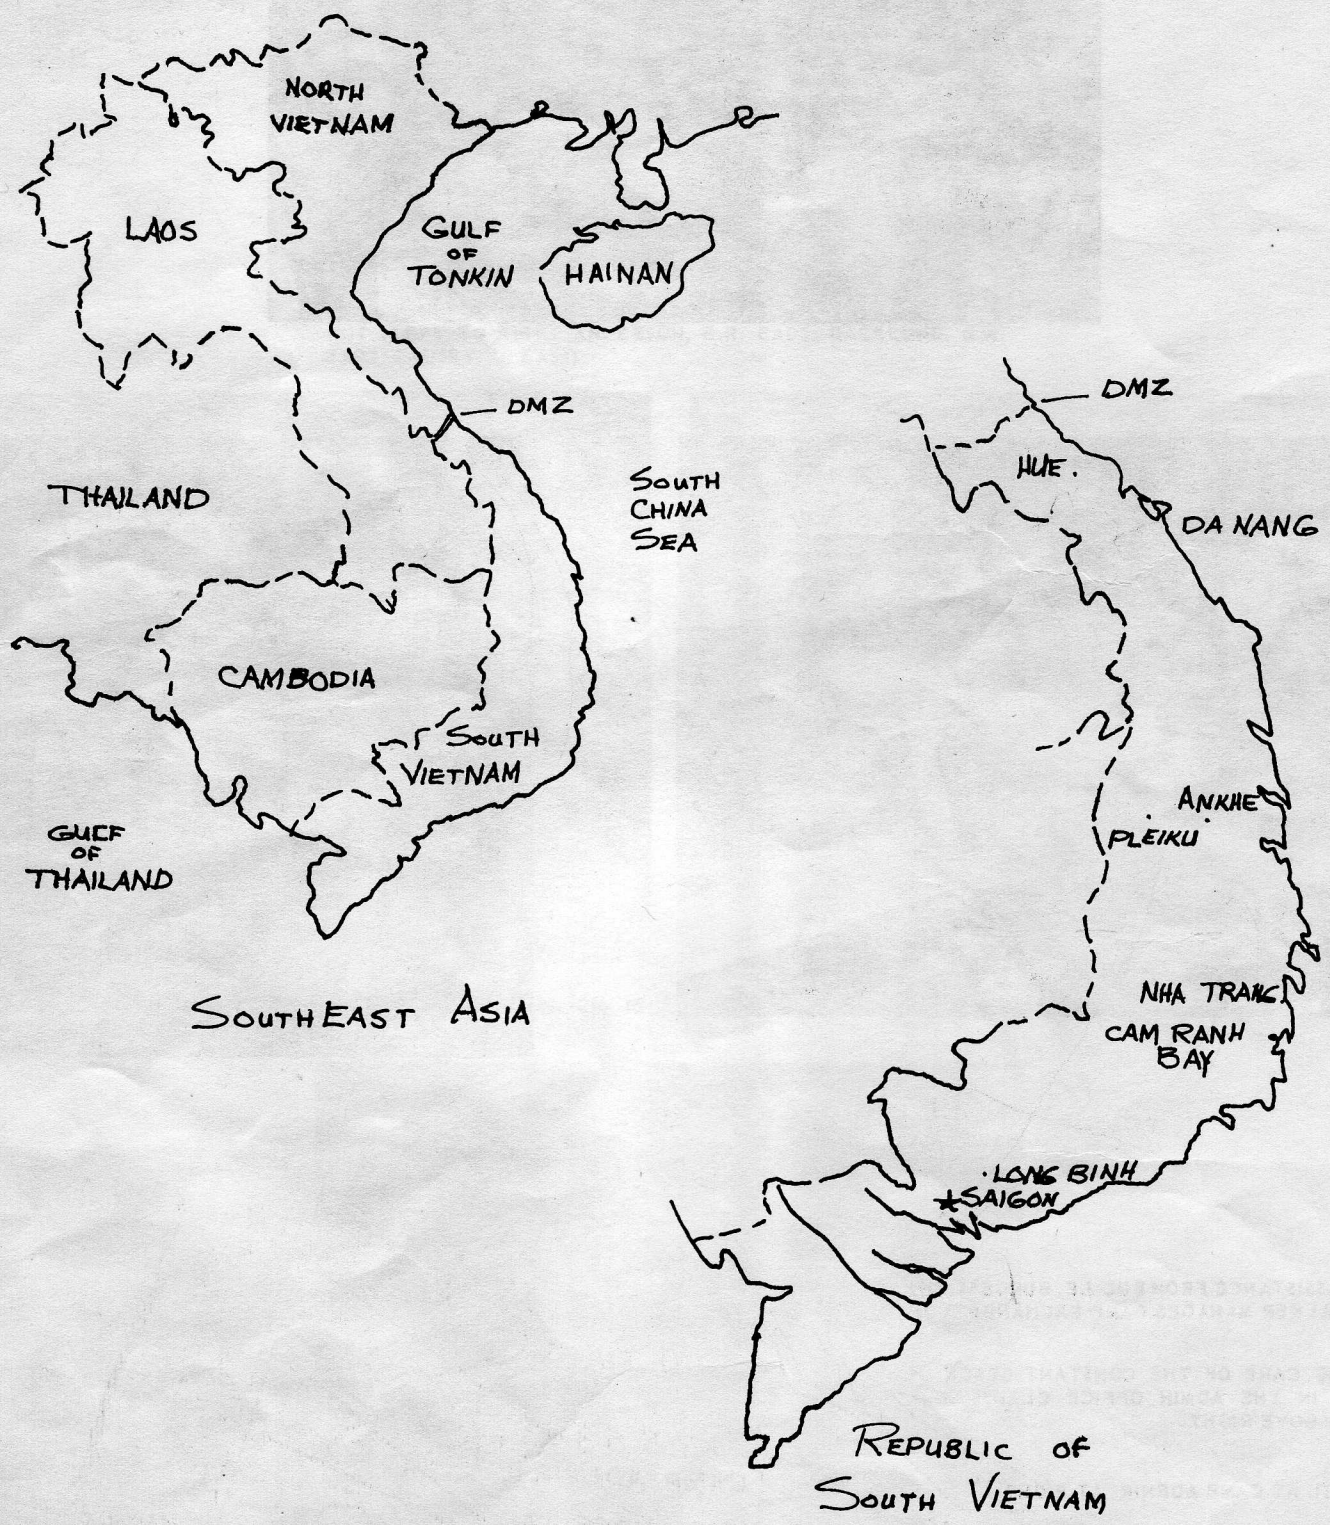 NORTH
VIETNAM
LAOS
GULF
OF
TONKIN
HAINAN
DMZ
THAILAND
SOUTH
CHINA
SEA
CAMBODIA
SOUTH
VIETNAM
GULF
OF
THAILAND
SOUTHEAST ASIA
DMZ
HUE.
DA NANG
ANKHE
PLEIKU
NHA TRANG
CAM RANH
BAY
LONG BINH
SAIGON
REPUBLIC OF
SOUTH VIETNAM